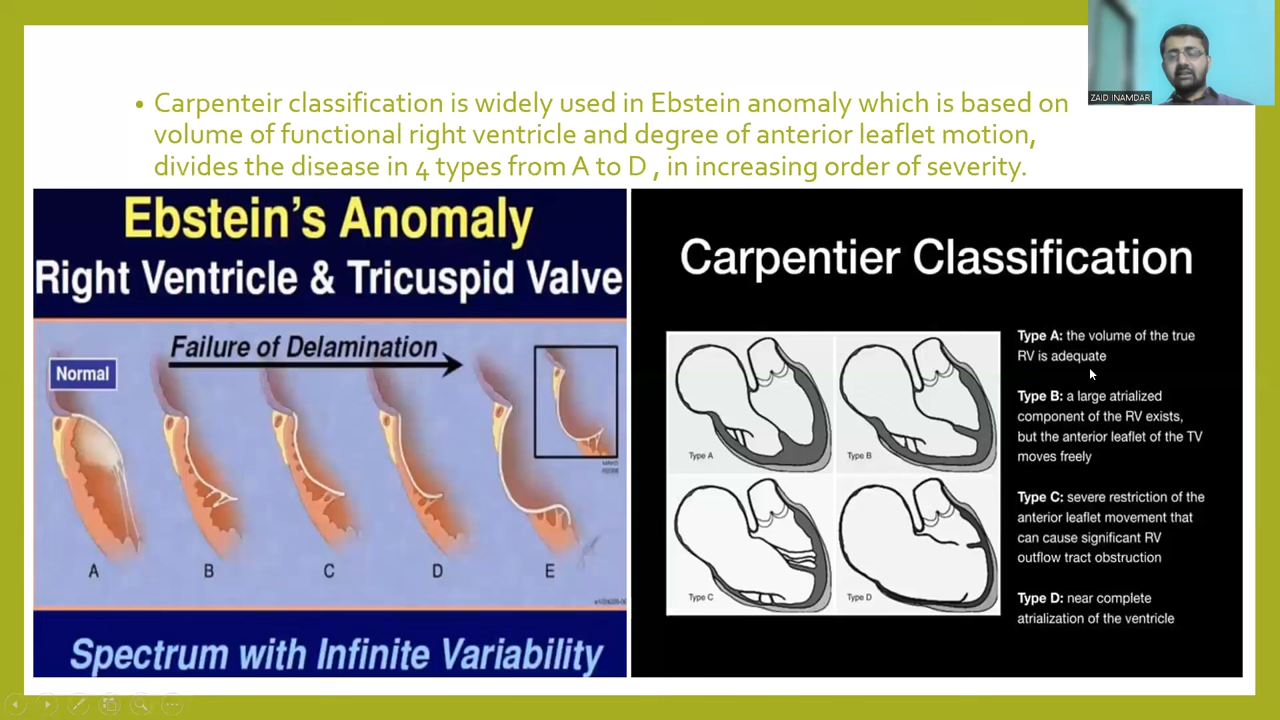 ZAID INAMDAR
• Carpenteir classification is widely used in Ebstein anomaly which is based on
volume of functional right ventricle and degree of anterior leaflet motion,
divides the disease in 4 types from A to D , in increasing order of severity.
Ebstein's Anomaly
Right Ventricle & Tricuspid Valve
Failure of Delamination
Normal
A
B
C
D
E
Spectrum with Infinite Variability
Carpentier Classification
Type A
Type B
Type C
Type D
Type A: the volume of the true
RV is adequate
Type B: a large atrialized
component of the RV exists,
but the anterior leaflet of the TV
moves freely
Type C: severe restriction of the
anterior leaflet movement that
can cause significant RV
outflow tract obstruction
Type D: near complete
atrialization of the ventricle